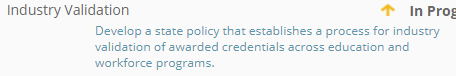 Industry Validation In Prog
Develop a state policy that establishes a process for industry
validation of awarded credentials across education and
workforce programs.